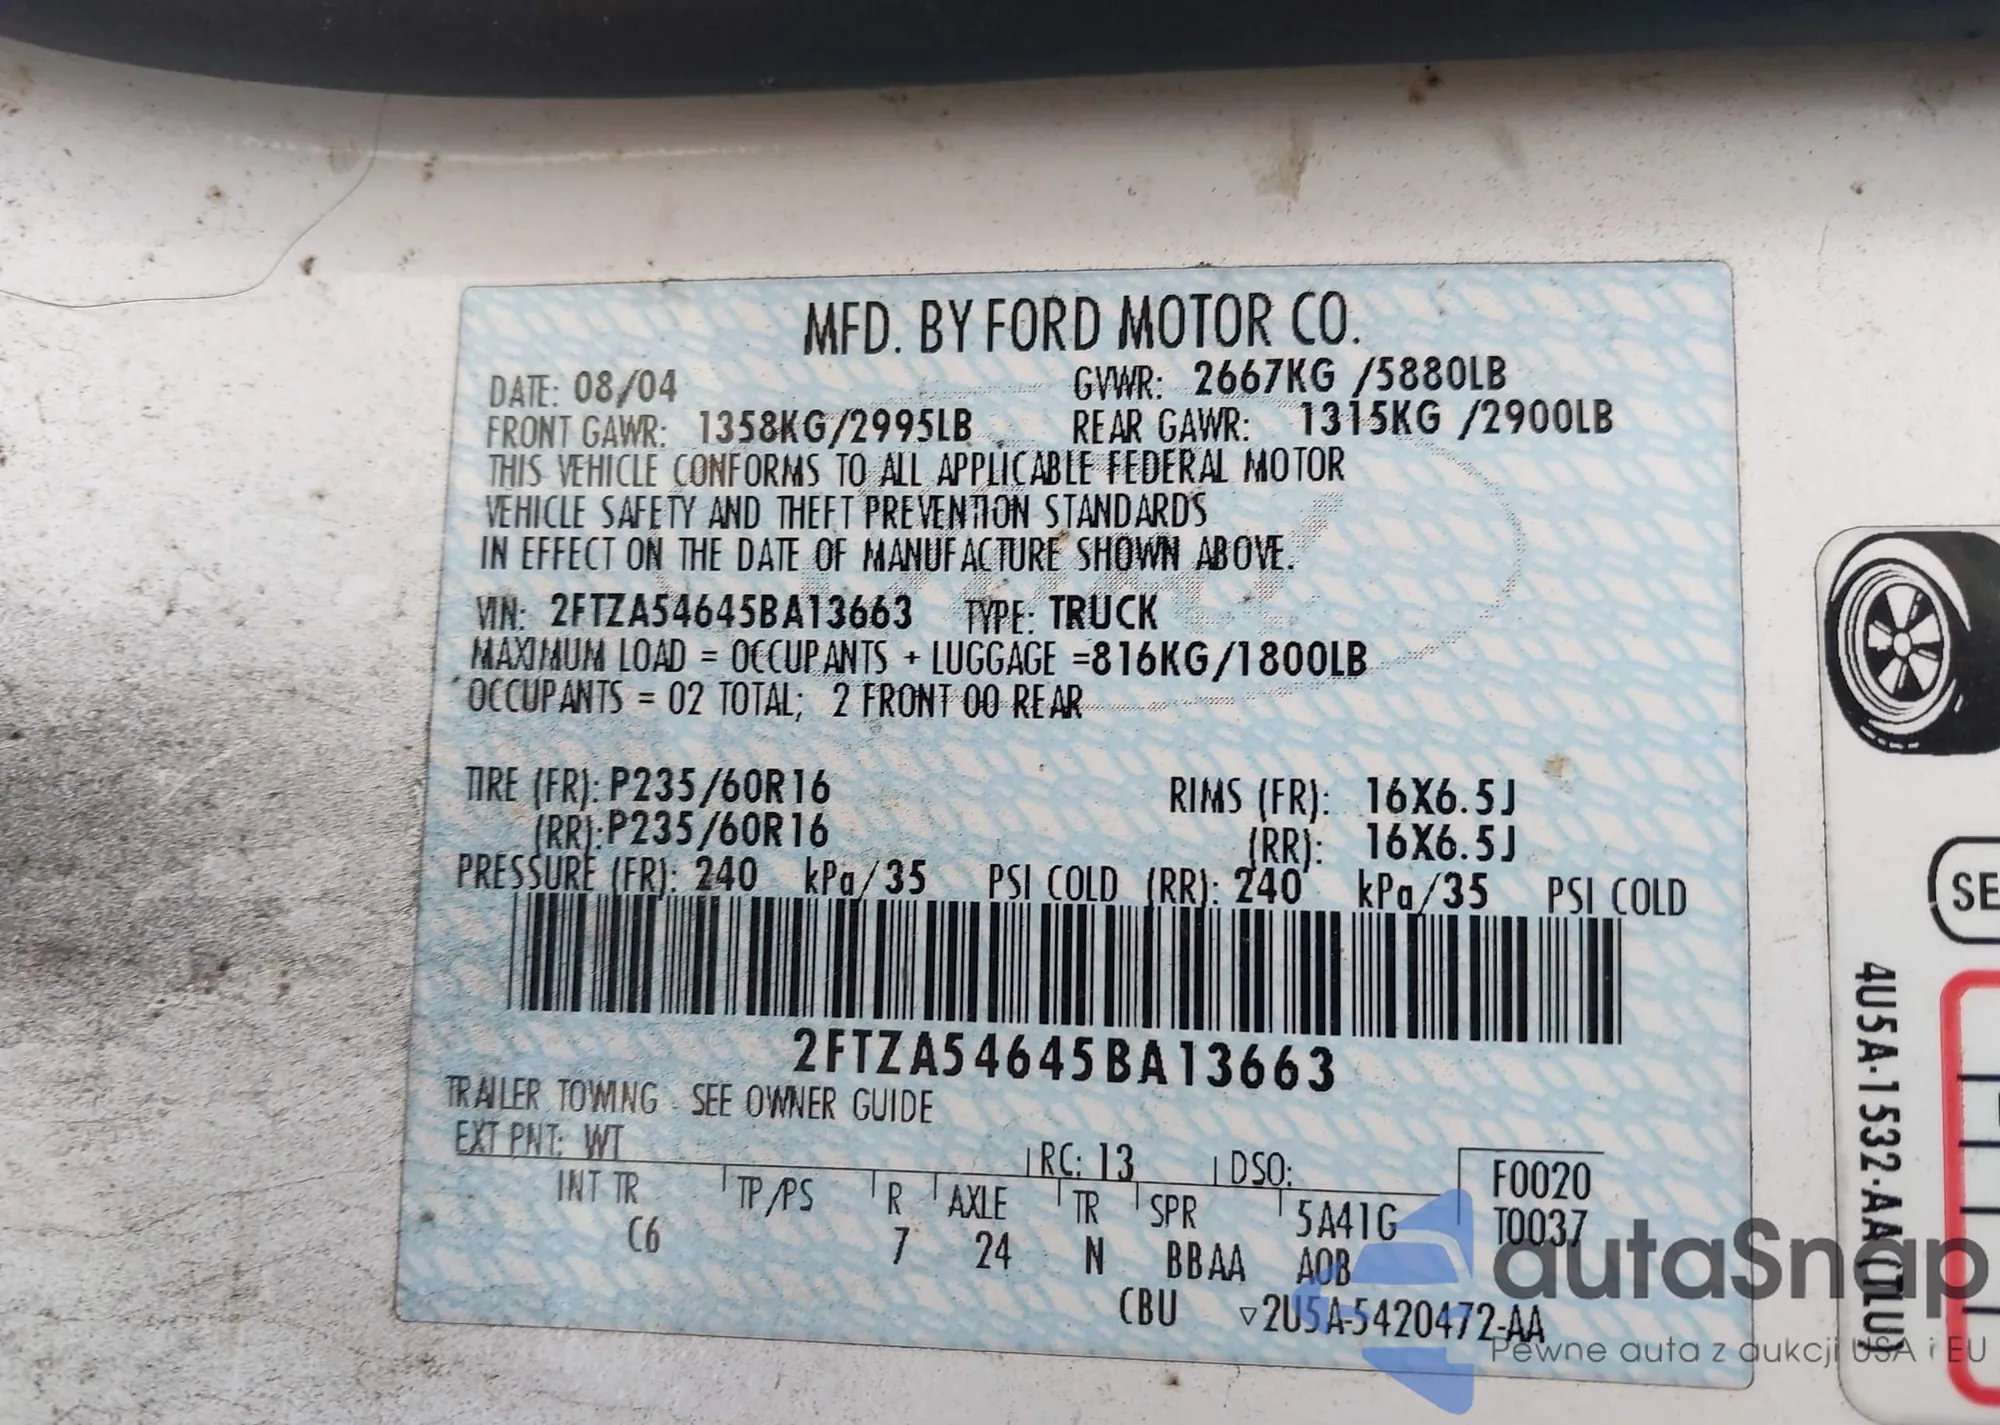 MFD. BY FORD MOTOR CO.
DATE: 08/04 GVWR: 2667KG /5880LB
FRONT GAWR: 1358KG/2995LB REAR GAWR: 1315KG /2900LB
THIS VEHICLE CONFORMS TO ALL APPLICABLE FEDERAL MOTOR
VEHICLE SAFETY AND THEFT PREVENTION STANDARDS
IN EFFECT ON THE DATE OF MANUFACTURE SHOWN ABOVE.
VIN: 2FTZA54645BA13663 TYPE: TRUCK
MAXIMUM LOAD = OCCUPANTS + LUGGAGE =816KG/1800LB
OCCUPANTS = 02 TOTAL; 2 FRONT 00 REAR
TIRE (FR): P235/60R16 RIMS (FR): 16X6.5J
(RR): P235/60R16 (RR): 16X6.5J
PRESSURE (FR): 240 kPa/35 PSI COLD (RR): 240 kPa/35 PSI COLD
2FTZA54645BA13663
TRAILER TOWING - SEE OWNER GUIDE
EXT PNT: WT RC: 13 DSO: F0020
INT TR TP/PS R AXLE TR SPR 5A41G T0037
C6 7 24 N BBAA AOB
CBU ▿2U5A-5420472-AA
SE
4U5A-1532-AA(TLU)
autaSnap
Pewne auta z aukcji USA i EU